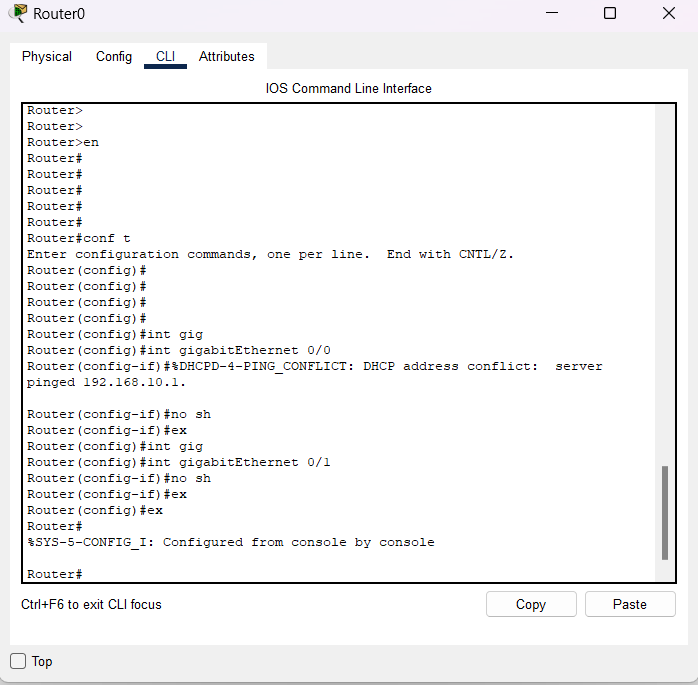 Router0
Physical Config CLI Attributes
IOS Command Line Interface
Router>
Router>
Router>en
Router#
Router#
Router#
Router#
Router#
Router#conf t
Enter configuration commands, one per line.  End with CNTL/Z.
Router(config)#
Router(config)#
Router(config)#
Router(config)#
Router(config)#int gig
Router(config)#int gigabitEthernet 0/0
Router(config-if)#%DHCPD-4-PING_CONFLICT: DHCP address conflict:  server
pinged 192.168.10.1.
Router(config-if)#no sh
Router(config-if)#ex
Router(config)#int gig
Router(config)#int gigabitEthernet 0/1
Router(config-if)#no sh
Router(config-if)#ex
Router(config)#ex
Router#
%SYS-5-CONFIG_I: Configured from console by console
Router#
Ctrl+F6 to exit CLI focus
Copy Paste
Top